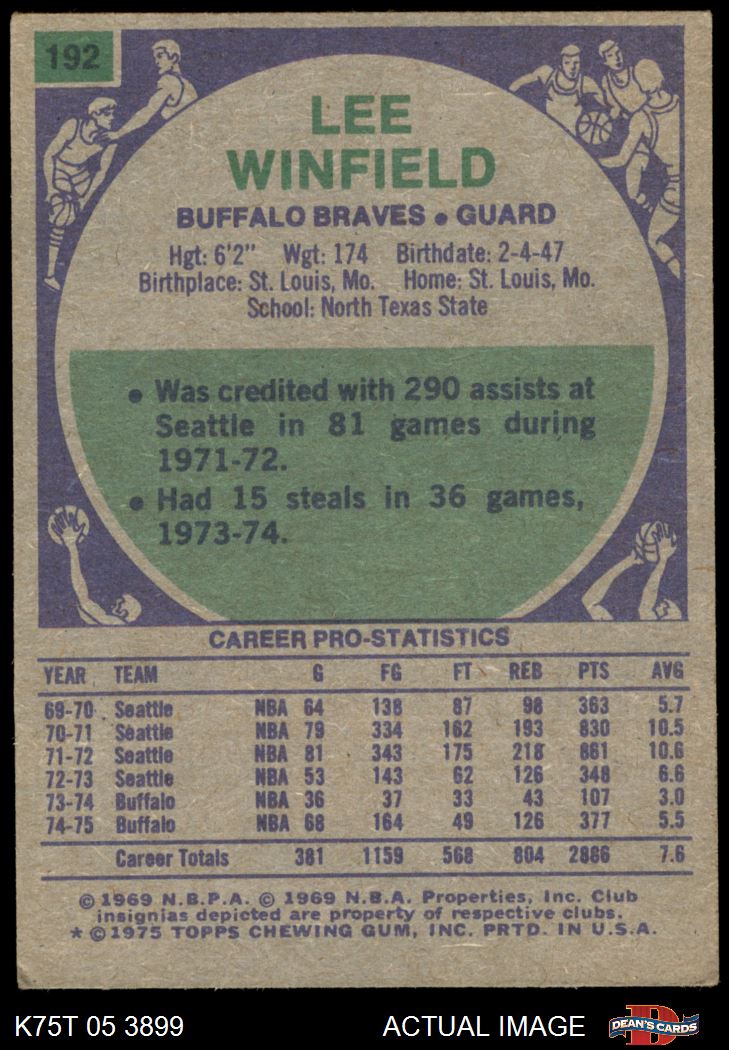 192
LEE
WINFIELD
BUFFALO BRAVES • GUARD
Hgt: 6'2" Wgt: 174 Birthdate: 2-4-47
Birthplace: St. Louis, Mo. Home: St. Louis, Mo.
School: North Texas State
• Was credited with 290 assists at
Seattle in 81 games during
1971-72.
• Had 15 steals in 36 games,
1973-74.
CAREER PRO-STATISTICS
YEAR TEAM G FG FT REB PTS AVG
69-70 Seattle NBA 64 138 87 98 363 5.7
70-71 Seattle NBA 79 334 162 193 830 10.5
71-72 Seattle NBA 81 343 175 218 861 10.6
72-73 Seattle NBA 53 143 62 126 348 6.6
73-74 Buffalo NBA 36 37 33 43 107 3.0
74-75 Buffalo NBA 68 164 49 126 377 5.5
Career Totals 381 1159 568 804 2886 7.6
© 1969 N.B.P.A. © 1969 N.B.A. Properties, Inc. Club
insignias depicted are property of respective clubs.
* © 1975 TOPPS CHEWING GUM, INC. PRTD. IN U.S.A.
K75T 05 3899 ACTUAL IMAGE DEAN'S CARDS